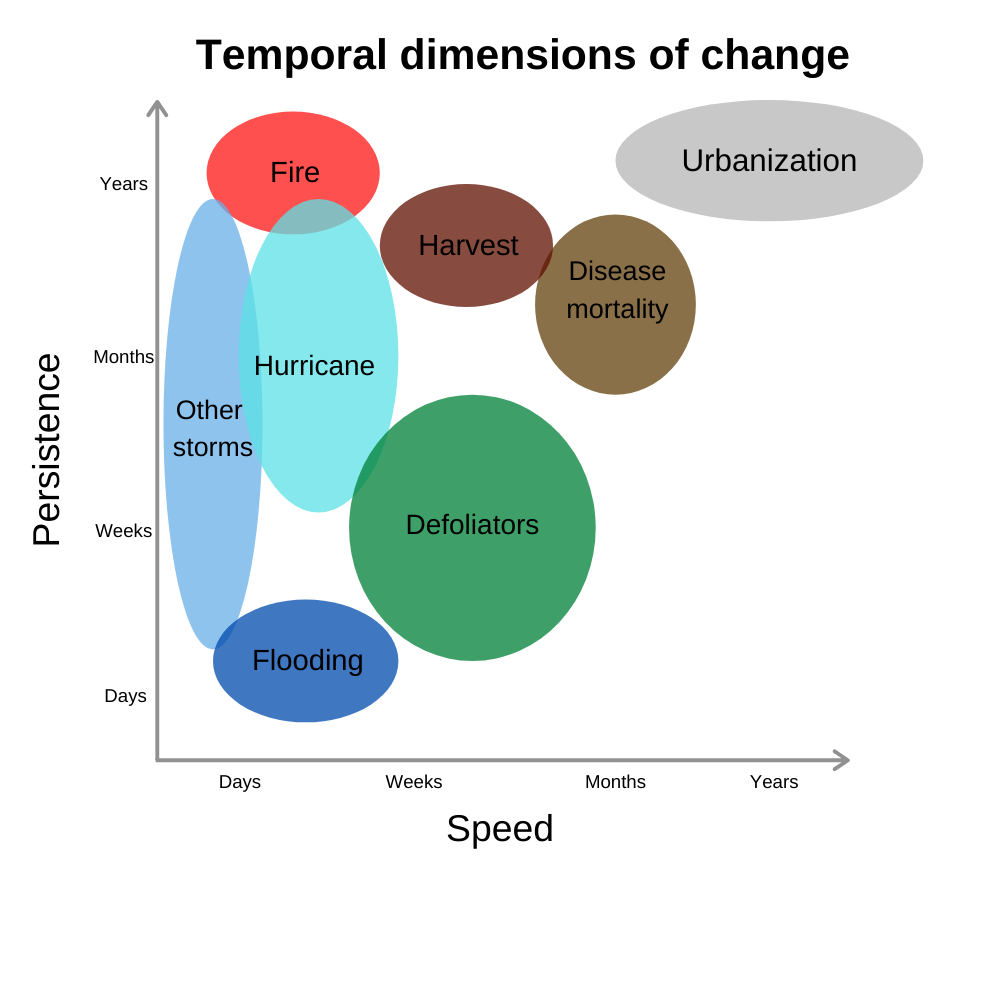 Temporal dimensions of change
Urbanization
Fire
Years
Harvest
Disease
mortality
Months
Hurricane
Other
storms
Persistence
Weeks
Defoliators
Flooding
Days
Days
Weeks
Months
Years
Speed